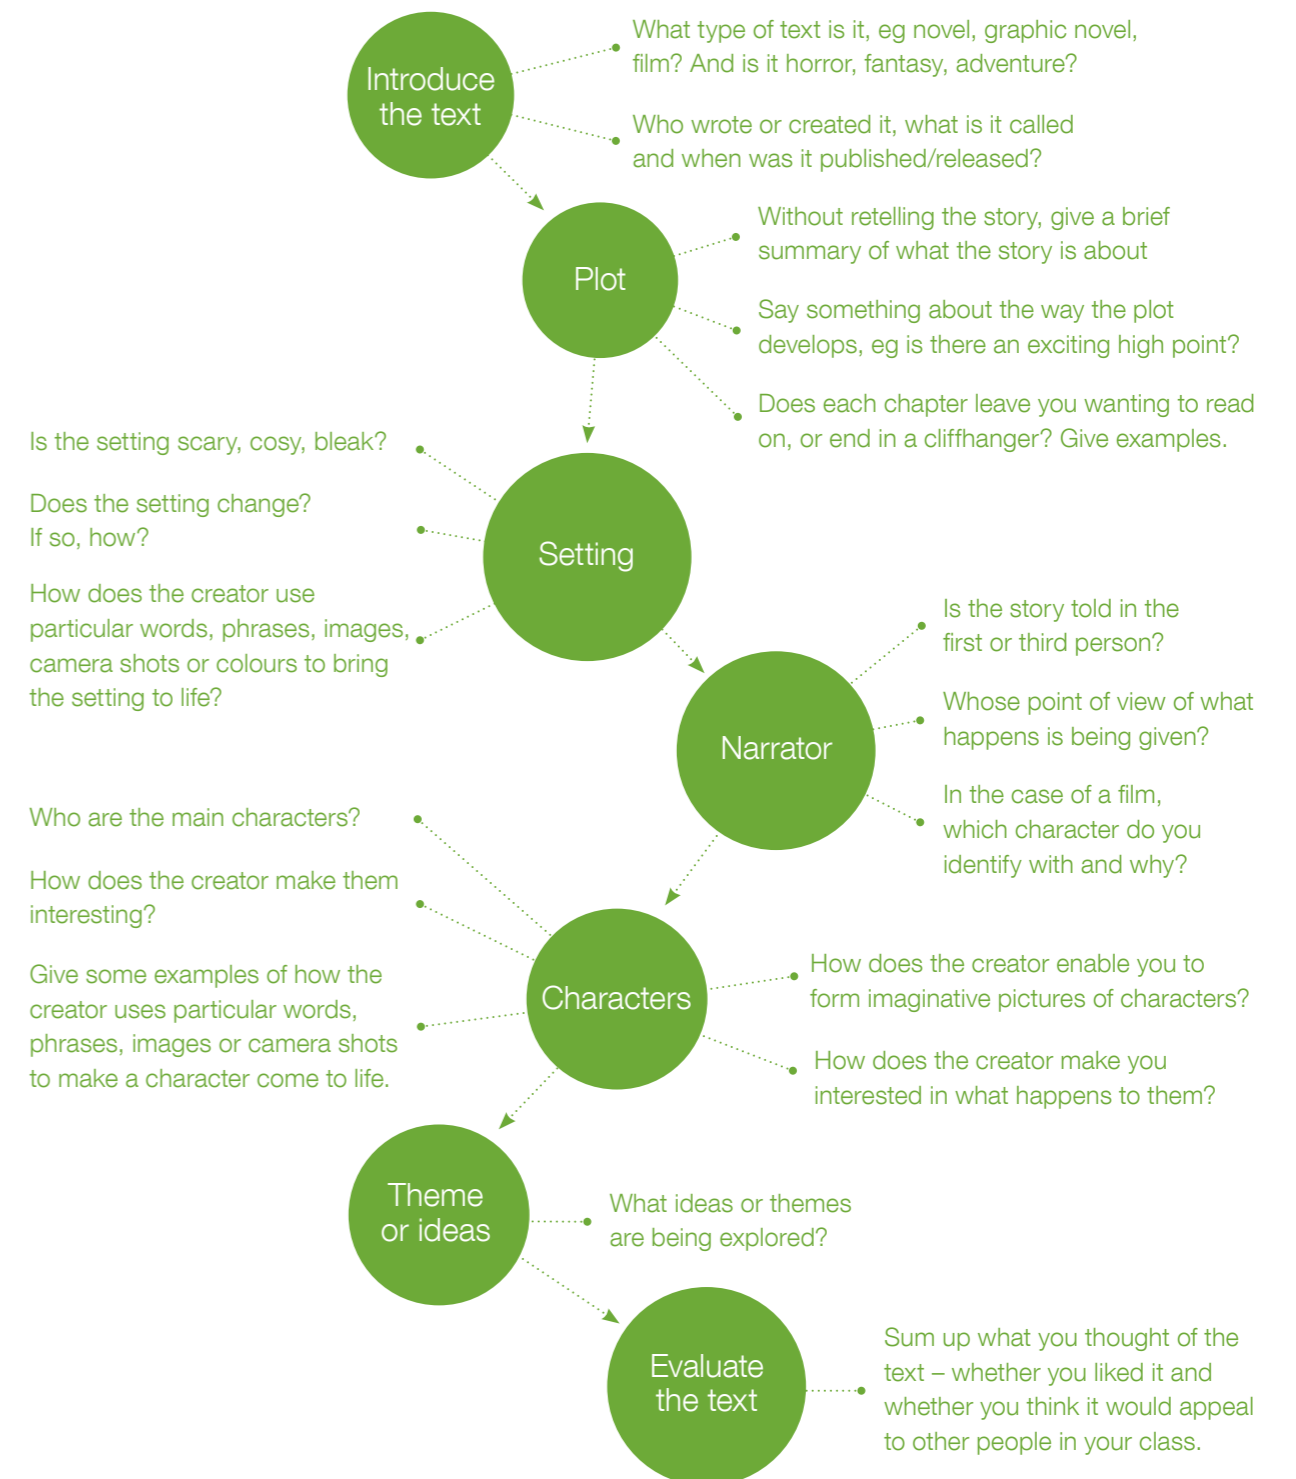 Introduce
the text
What type of text is it, eg novel, graphic novel,
film? And is it horror, fantasy, adventure?
Who wrote or created it, what is it called
and when was it published/released?
Plot
Without retelling the story, give a brief
summary of what the story is about
Say something about the way the plot
develops, eg is there an exciting high point?
Does each chapter leave you wanting to read
on, or end in a cliffhanger? Give examples.
Setting
Is the setting scary, cosy, bleak?
Does the setting change?
If so, how?
How does the creator use
particular words, phrases, images,
camera shots or colours to bring
the setting to life?
Narrator
Is the story told in the
first or third person?
Whose point of view of what
happens is being given?
In the case of a film,
which character do you
identify with and why?
Characters
Who are the main characters?
How does the creator make them
interesting?
Give some examples of how the
creator uses particular words,
phrases, images or camera shots
to make a character come to life.
How does the creator enable you to
form imaginative pictures of characters?
How does the creator make you
interested in what happens to them?
Theme
or ideas
What ideas or themes
are being explored?
Evaluate
the text
Sum up what you thought of the
text – whether you liked it and
whether you think it would appeal
to other people in your class.